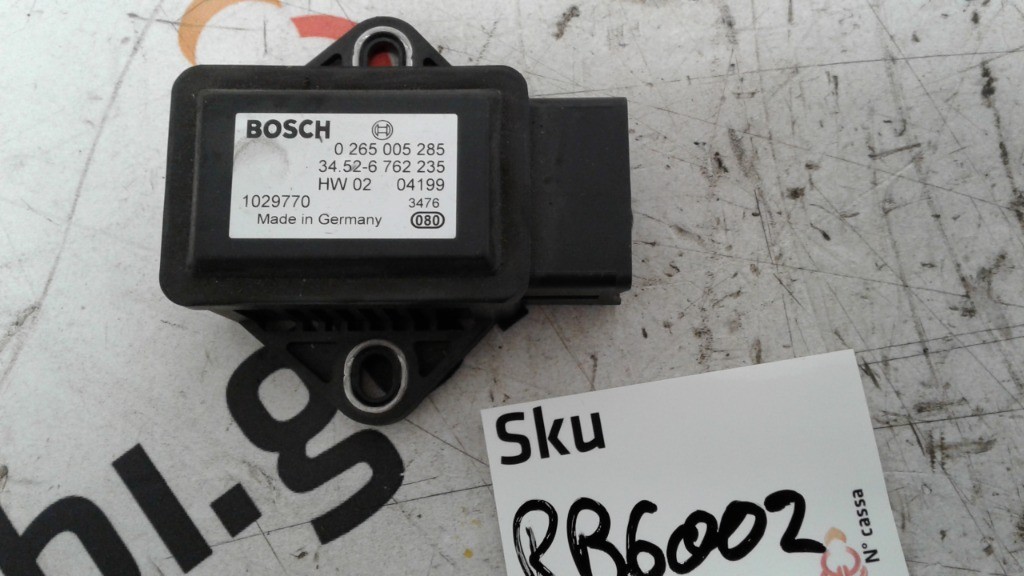 BOSCH
0 265 005 285
34.52-6 762 235
HW 02 04199
1029770 3476
Made in Germany 080
hl.g
Sku
RB6002
N° cassa